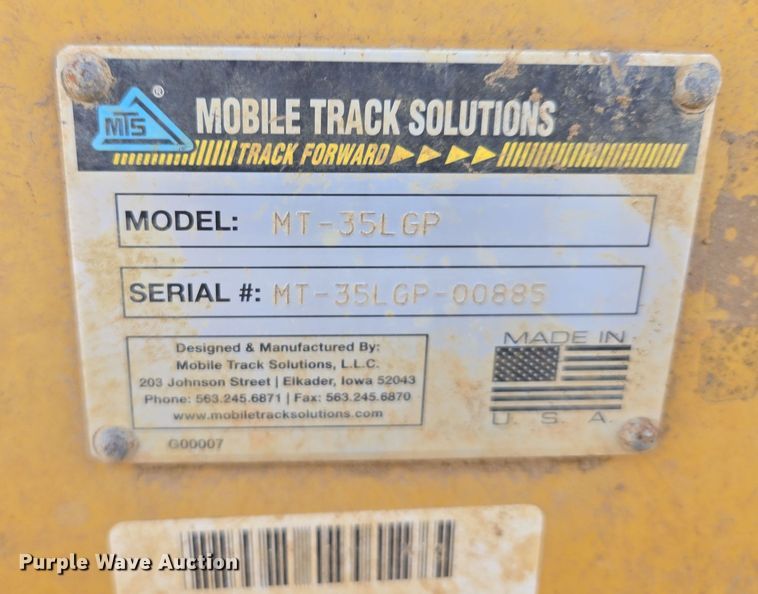 MTS ®
MOBILE TRACK SOLUTIONS
TRACK FORWARD
MODEL: MT-35LGP
SERIAL #: MT-35LGP-00885
Designed & Manufactured By:
Mobile Track Solutions, L.L.C.
203 Johnson Street | Elkader, Iowa 52043
Phone: 563.245.6871 | Fax: 563.245.6870
www.mobiletracksolutions.com
MADE IN
U. S. A.
G00007
Purple Wave Auction